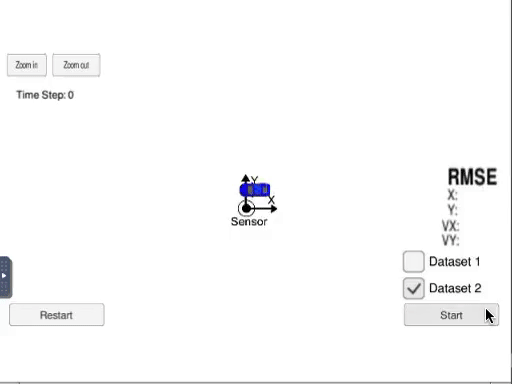 Zoom in
Zoom out
Time Step: 0
Y
X
Sensor
RMSE
X:
Y:
VX:
VY:
Dataset 1
Dataset 2
Restart
Start